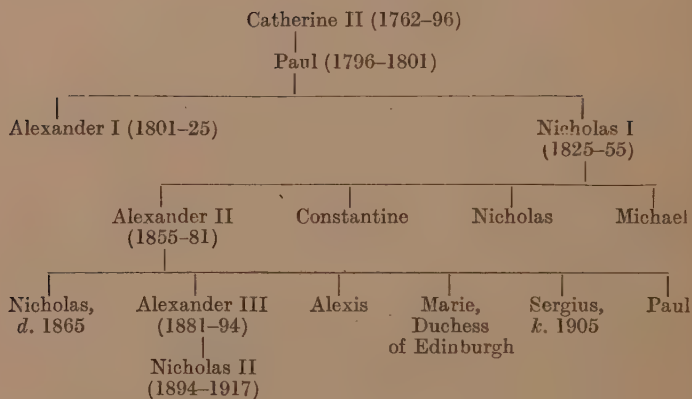 Catherine II (1762–96)
Paul (1796–1801)
Alexander I (1801–25) Nicholas I
(1825–55)
Alexander II Constantine Nicholas Michael
(1855–81)
Nicholas, Alexander III Alexis Marie, Sergius, Paul
d. 1865 (1881–94) Duchess k. 1905
of Edinburgh
Nicholas II
(1894–1917)